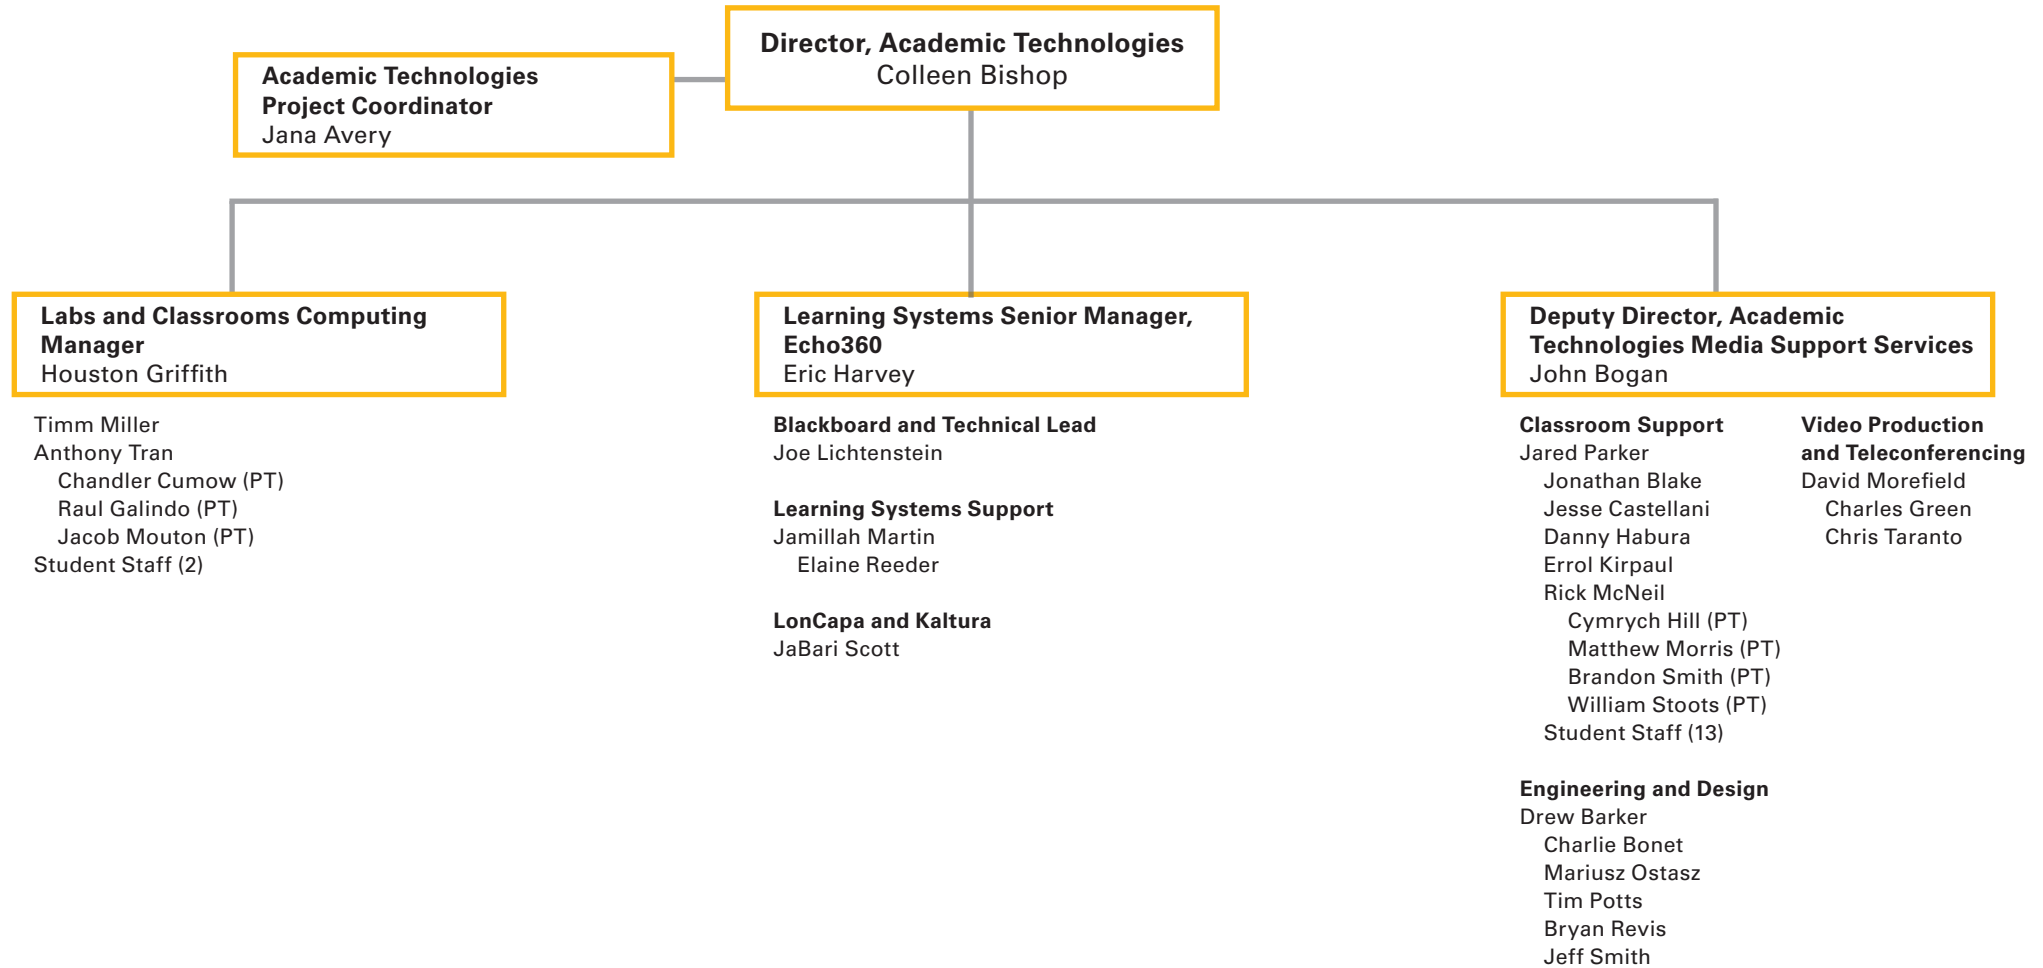 Director, Academic Technologies
Colleen Bishop
Academic Technologies
Project Coordinator
Jana Avery
Labs and Classrooms Computing
Manager
Houston Griffith
Timm Miller
Anthony Tran
Chandler Cumow (PT)
Raul Galindo (PT)
Jacob Mouton (PT)
Student Staff (2)
Learning Systems Senior Manager,
Echo360
Eric Harvey
Blackboard and Technical Lead
Joe Lichtenstein
Learning Systems Support
Jamillah Martin
Elaine Reeder
LonCapa and Kaltura
JaBari Scott
Deputy Director, Academic
Technologies Media Support Services
John Bogan
Classroom Support
Jared Parker
Jonathan Blake
Jesse Castellani
Danny Habura
Errol Kirpaul
Rick McNeil
Cymrych Hill (PT)
Matthew Morris (PT)
Brandon Smith (PT)
William Stoots (PT)
Student Staff (13)
Engineering and Design
Drew Barker
Charlie Bonet
Mariusz Ostasz
Tim Potts
Bryan Revis
Jeff Smith
Video Production
and Teleconferencing
David Morefield
Charles Green
Chris Taranto